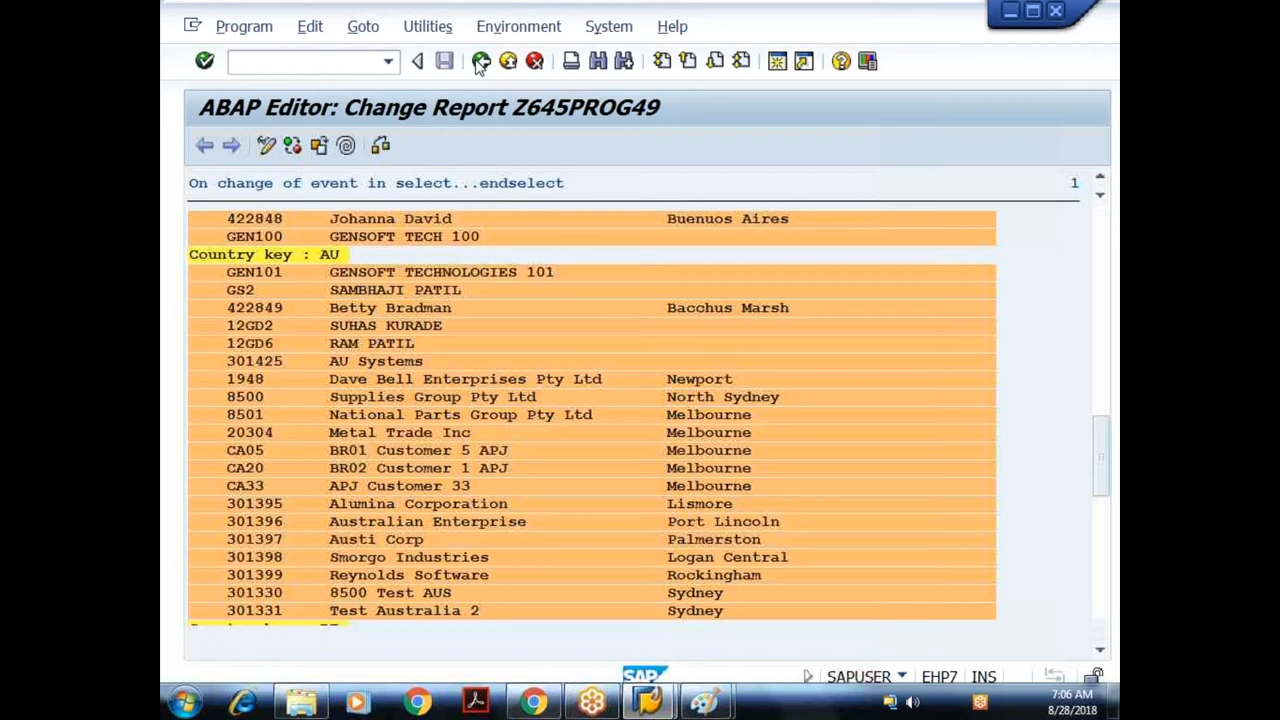 Program Edit Goto Utilities Environment System Help
ABAP Editor: Change Report Z645PROG49
On change of event in select...endselect 1
422848 Johanna David Buenuos Aires
GEN100 GENSOFT TECH 100
Country key : AU
GEN101 GENSOFT TECHNOLOGIES 101
GS2 SAMBHAJI PATIL
422849 Betty Bradman Bacchus Marsh
12GD2 SUHAS KURADE
12GD6 RAM PATIL
301425 AU Systems
1948 Dave Bell Enterprises Pty Ltd Newport
8500 Supplies Group Pty Ltd North Sydney
8501 National Parts Group Pty Ltd Melbourne
20304 Metal Trade Inc Melbourne
CA05 BR01 Customer 5 APJ Melbourne
CA20 BR02 Customer 1 APJ Melbourne
CA33 APJ Customer 33 Melbourne
301395 Alumina Corporation Lismore
301396 Australian Enterprise Port Lincoln
301397 Austi Corp Palmerston
301398 Smorgo Industries Logan Central
301399 Reynolds Software Rockingham
301330 8500 Test AUS Sydney
301331 Test Australia 2 Sydney
SAP SAPUSER EHP7 INS
7:06 AM
8/28/2018